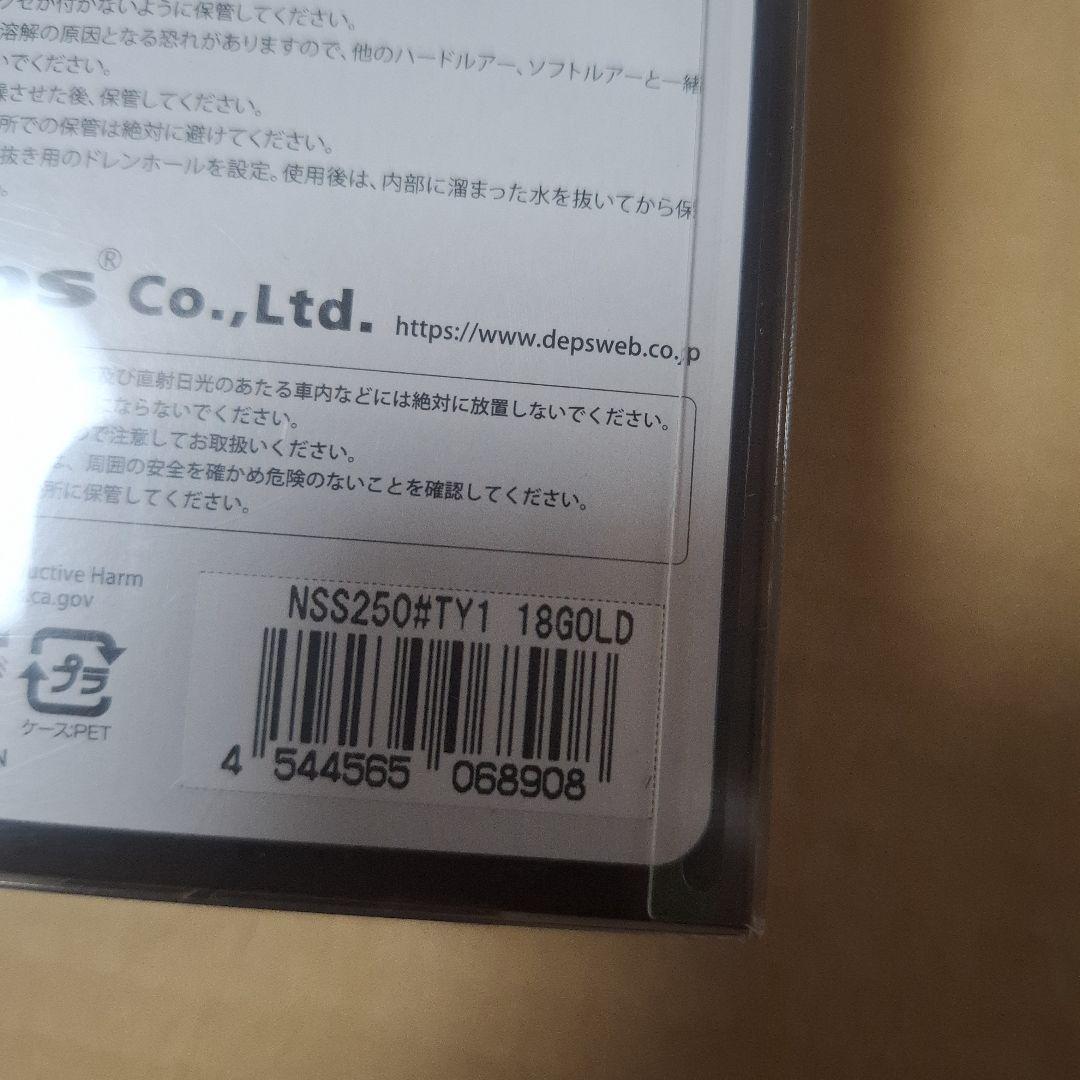 クセが付かないように保管してください。
溶解の原因となる恐れがありますので、他のハードルアー、ソフトルアーと一緒
いでください。
燥させた後、保管してください。
所での保管は絶対に避けてください。
抜き用のドレンホールを設定。使用後は、内部に溜まった水を抜いてから保
。
ps® Co.,Ltd. https://www.depsweb.co.jp
及び直射日光のあたる車内などには絶対に放置しないでください。
ならないでください。
ので注意してお取扱いください。
は、周囲の安全を確かめ危険のないことを確認してください。
所に保管してください。
uctive Harm
.ca.gov
プラ
ケース:PET
N
NSS250#TY1 18GOLD
4 544565 068908